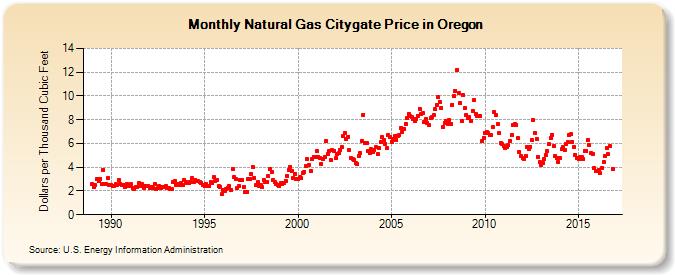 Monthly Natural Gas Citygate Price in Oregon
Dollars per Thousand Cubic Feet
14
12
10
8
6
4
2
0
1990 1995 2000 2005 2010 2015
Source: U.S. Energy Information Administration